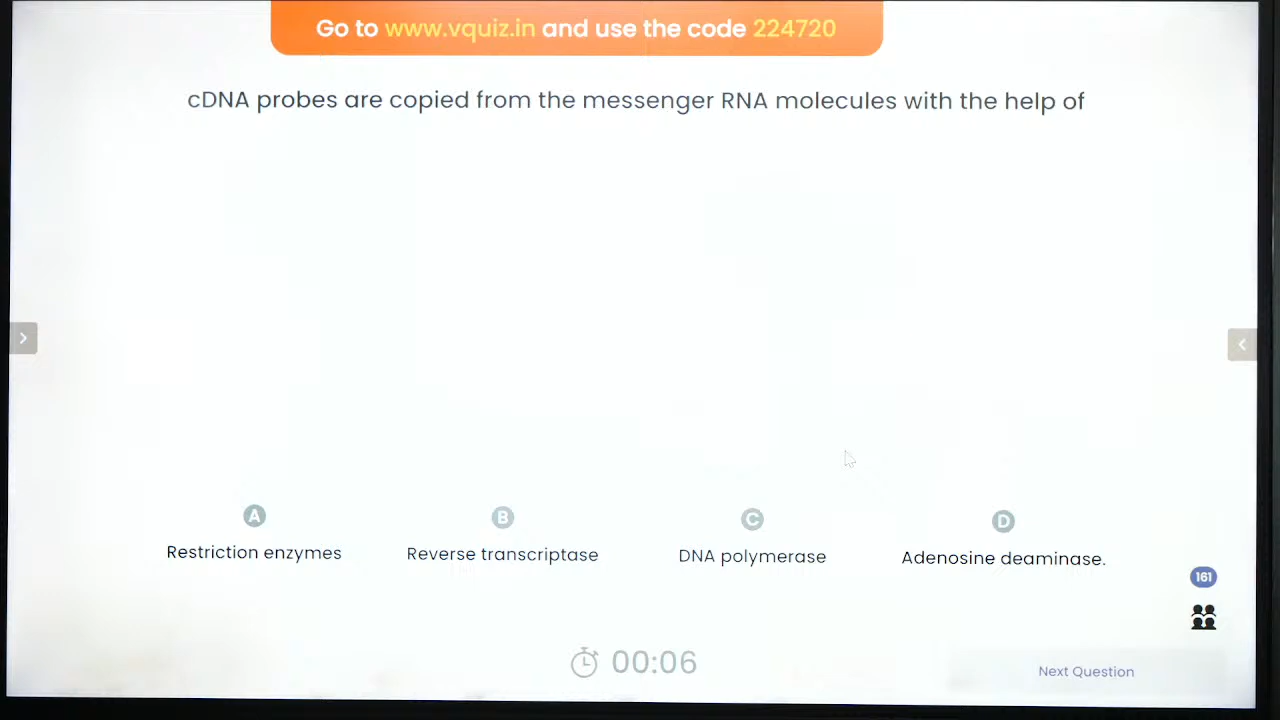 Go to www.vquiz.in and use the code 224720
cDNA probes are copied from the messenger RNA molecules with the help of
A
B
C
D
Restriction enzymes
Reverse transcriptase
DNA polymerase
Adenosine deaminase.
161
00:06
Next Question